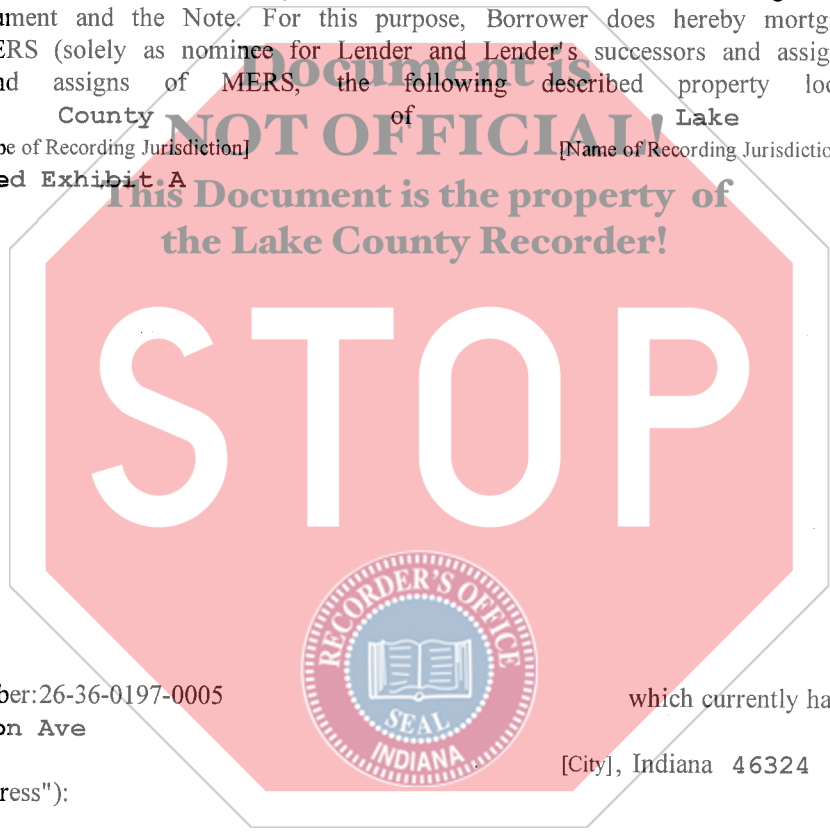 ument and the Note. For this purpose, Borrower does hereby mortg
ERS (solely as nominee for Lender and Lender's successors and assig
nd assigns of MERS, the following described property loc
Document is
County of Lake
NOT OFFICIAL!
pe of Recording Jurisdiction] [Name of Recording Jurisdictio
ed Exhibit A
This Document is the property of
the Lake County Recorder!
STOP
RECORDER'S OFFICE
SEAL
INDIANA
ber:26-36-0197-0005 which currently ha
on Ave
[City], Indiana 46324
ress"):